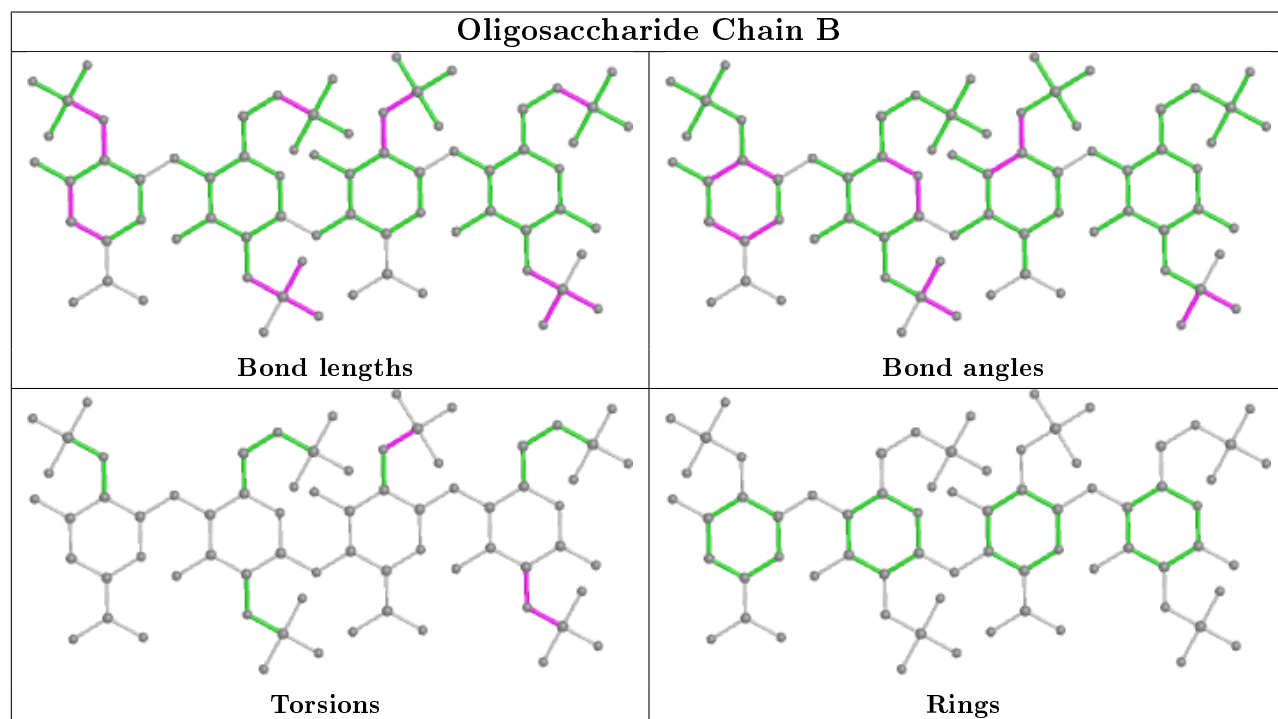 Oligosaccharide Chain B
Bond lengths
Bond angles
Torsions
Rings